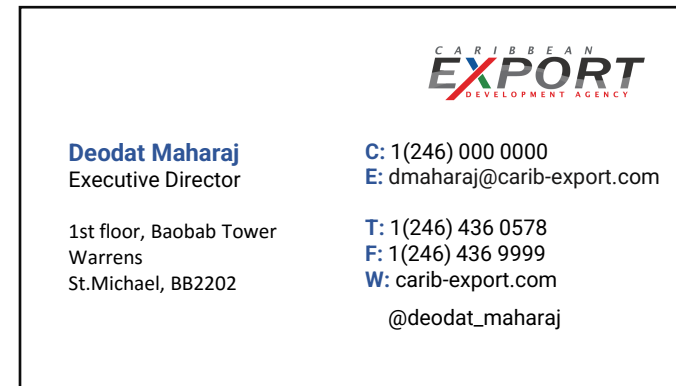 CARIBBEAN
EXPORT
DEVELOPMENT AGENCY
Deodat Maharaj
Executive Director
1st floor, Baobab Tower
Warrens
St.Michael, BB2202
C: 1(246) 000 0000
E: dmaharaj@carib-export.com
T: 1(246) 436 0578
F: 1(246) 436 9999
W: carib-export.com
@deodat_maharaj